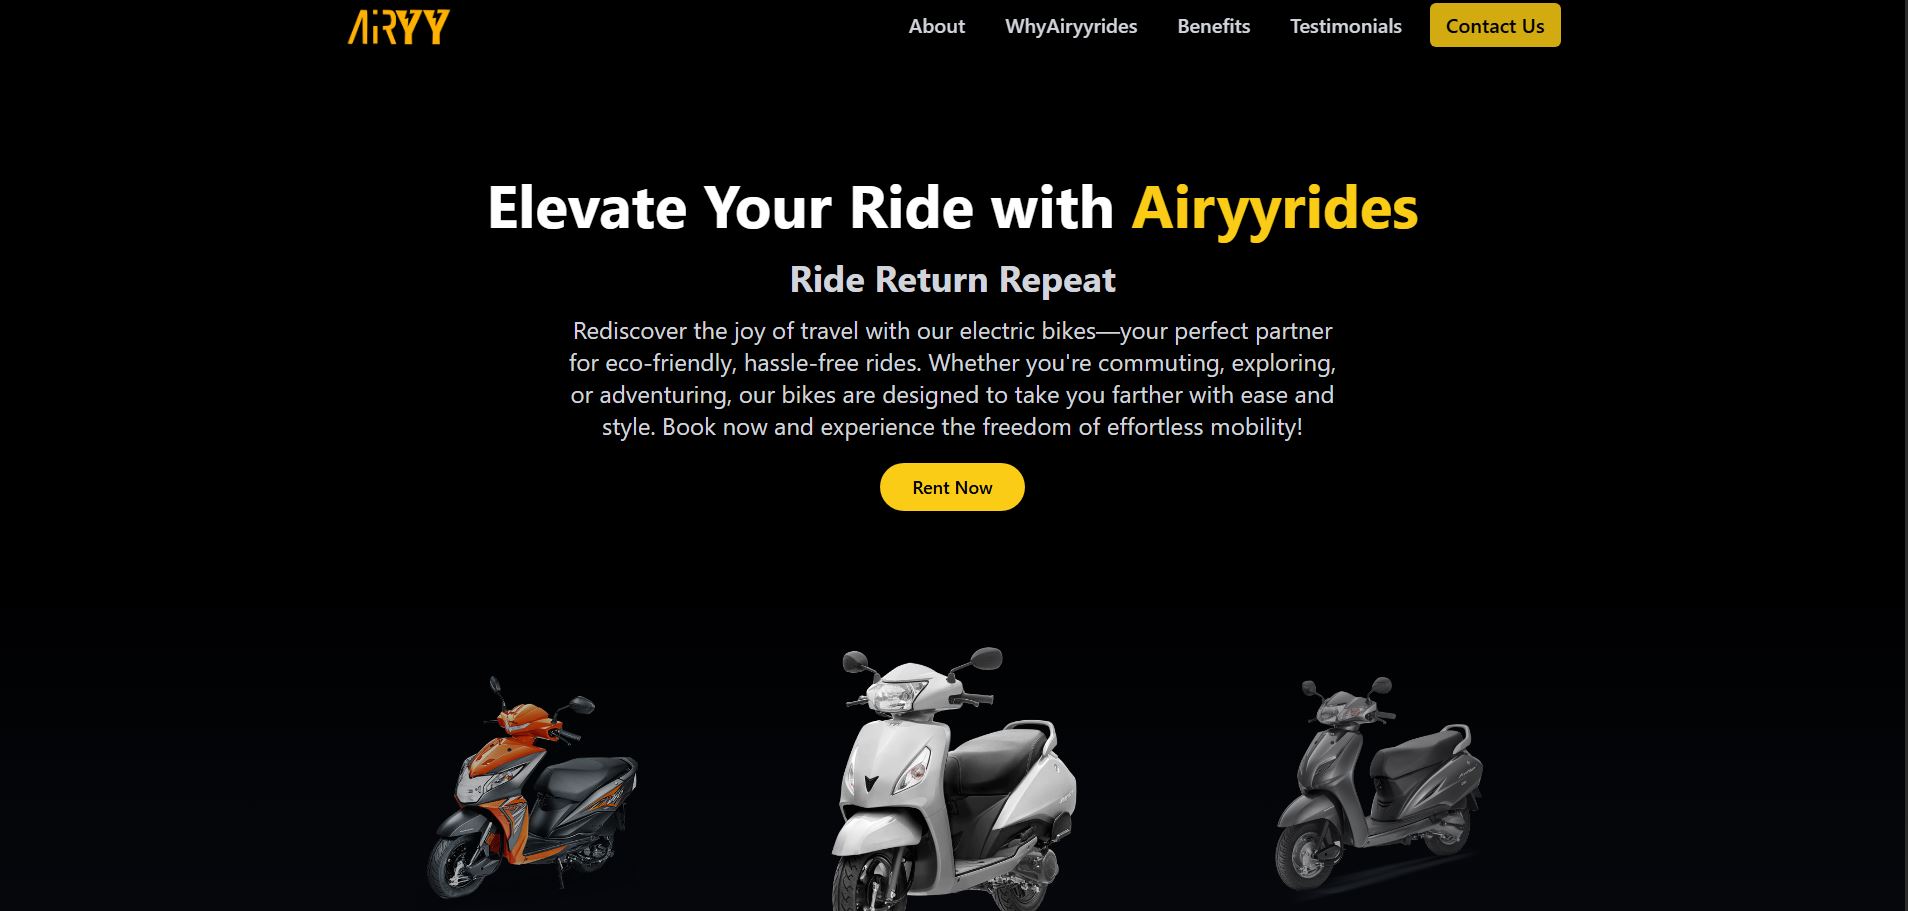 AiRYY
About WhyAiryyrides Benefits Testimonials Contact Us
Elevate Your Ride with Airyyrides
Ride Return Repeat
Rediscover the joy of travel with our electric bikes—your perfect partner
for eco-friendly, hassle-free rides. Whether you're commuting, exploring,
or adventuring, our bikes are designed to take you farther with ease and
style. Book now and experience the freedom of effortless mobility!
Rent Now